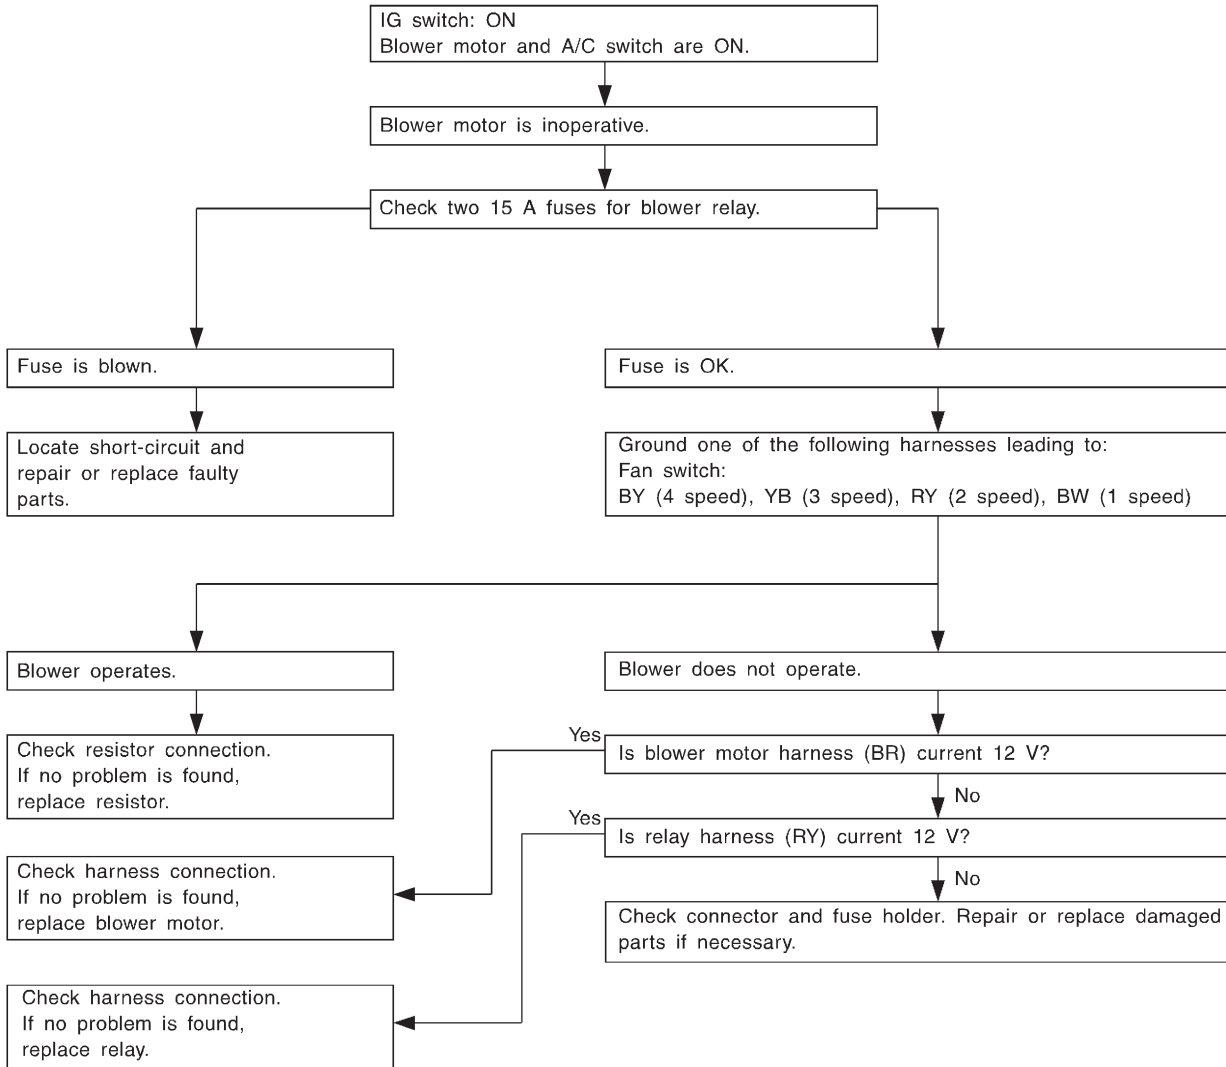 IG switch: ON
Blower motor and A/C switch are ON.
Blower motor is inoperative.
Check two 15 A fuses for blower relay.
Fuse is blown.
Fuse is OK.
Locate short-circuit and
repair or replace faulty
parts.
Ground one of the following harnesses leading to:
Fan switch:
BY (4 speed), YB (3 speed), RY (2 speed), BW (1 speed)
Blower operates.
Blower does not operate.
Check resistor connection.
If no problem is found,
replace resistor.
Yes
Is blower motor harness (BR) current 12 V?
No
Yes
Is relay harness (RY) current 12 V?
No
Check harness connection.
If no problem is found,
replace blower motor.
Check connector and fuse holder. Repair or replace damaged
parts if necessary.
Check harness connection.
If no problem is found,
replace relay.